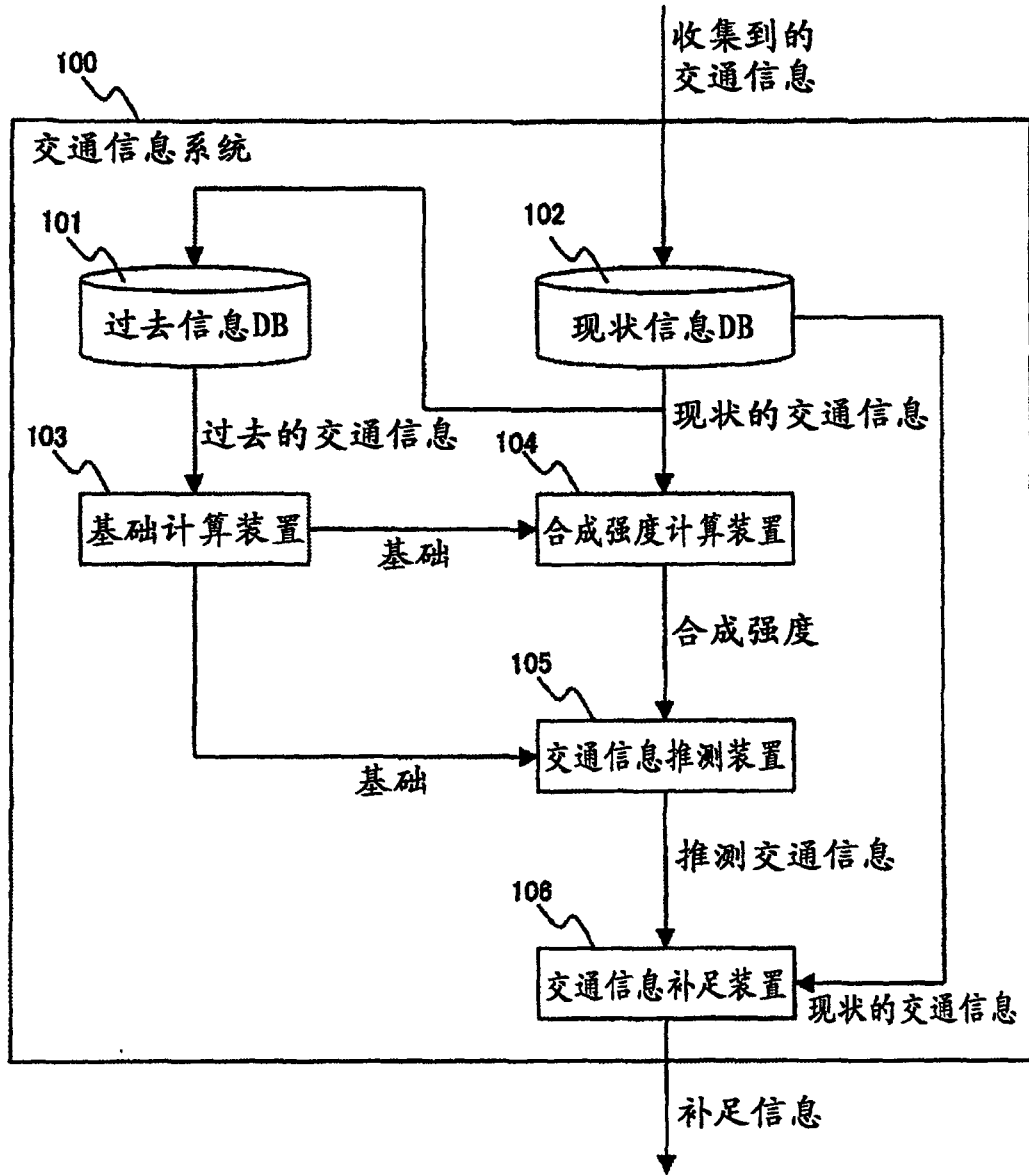 收集到的
交通信息
100
交通信息系统
101
102
过去信息DB
现状信息DB
过去的交通信息
现状的交通信息
103
104
基础计算装置
基础
合成强度计算装置
合成强度
105
交通信息推测装置
基础
推测交通信息
106
交通信息补足装置
现状的交通信息
补足信息